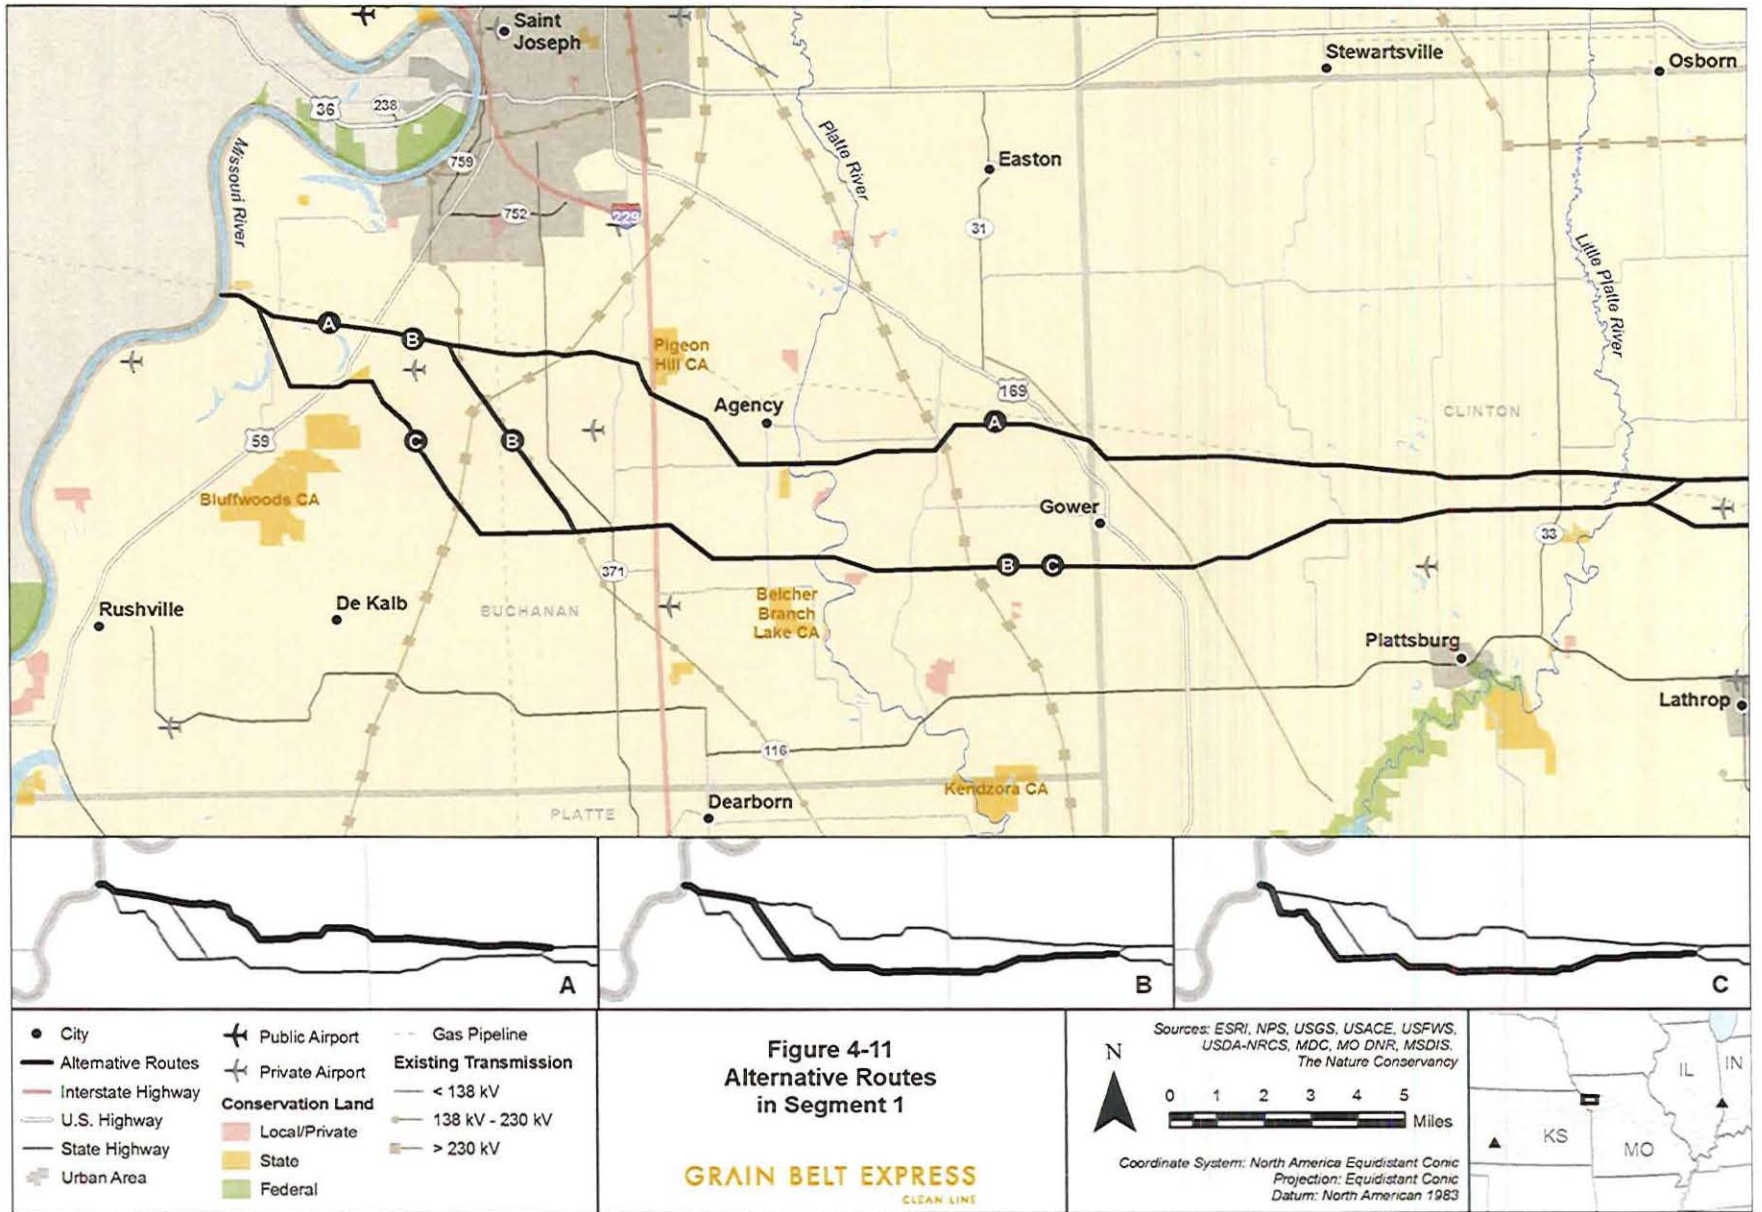 Saint
Joseph
Stewartsville
Osborn
36
238
Missouri River
759
Platte River
Easton
752
229
31
Little Platte River
A
B
Pigeon
Hill CA
169
Agency
A
CLINTON
59
C
B
Bluffwoods CA
Gower
33
371
B
C
Rushville
De Kalb
BUCHANAN
Belcher
Branch
Lake CA
Plattsburg
Lathrop
116
Kendzora CA
Dearborn
PLATTE
A
B
C
City
Alternative Routes
Interstate Highway
U.S. Highway
State Highway
Urban Area
Public Airport
Private Airport
Conservation Land
Local/Private
State
Federal
Gas Pipeline
Existing Transmission
< 138 kV
138 kV - 230 kV
> 230 kV
Figure 4-11
Alternative Routes
in Segment 1
GRAIN BELT EXPRESS
CLEAN LINE
N
Sources: ESRI, NPS, USGS, USACE, USFWS,
USDA-NRCS, MDC, MO DNR, MSDIS.
The Nature Conservancy
0 1 2 3 4 5
Miles
Coordinate System: North America Equidistant Conic
Projection: Equidistant Conic
Datum: North American 1983
IL
IN
KS
MO